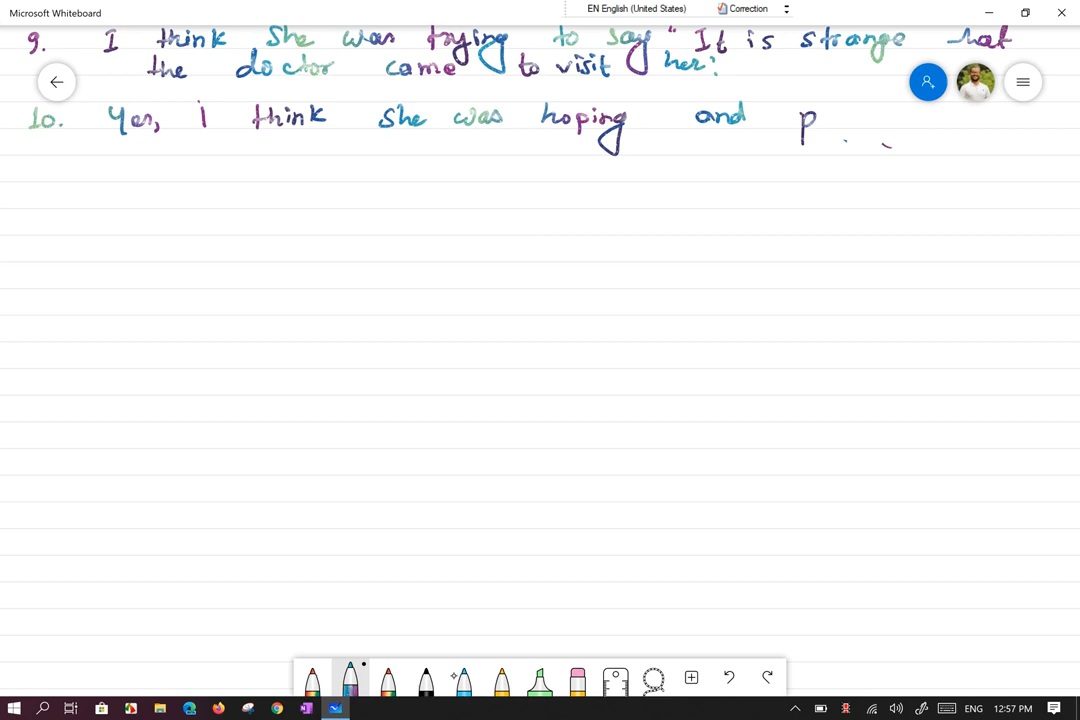 Microsoft Whiteboard
EN English (United States)
Correction
9. I think She was trying to say "It is strange hat
the doctor came to visit her."
10. Yes, I think She was hoping and p
ENG
12:57 PM